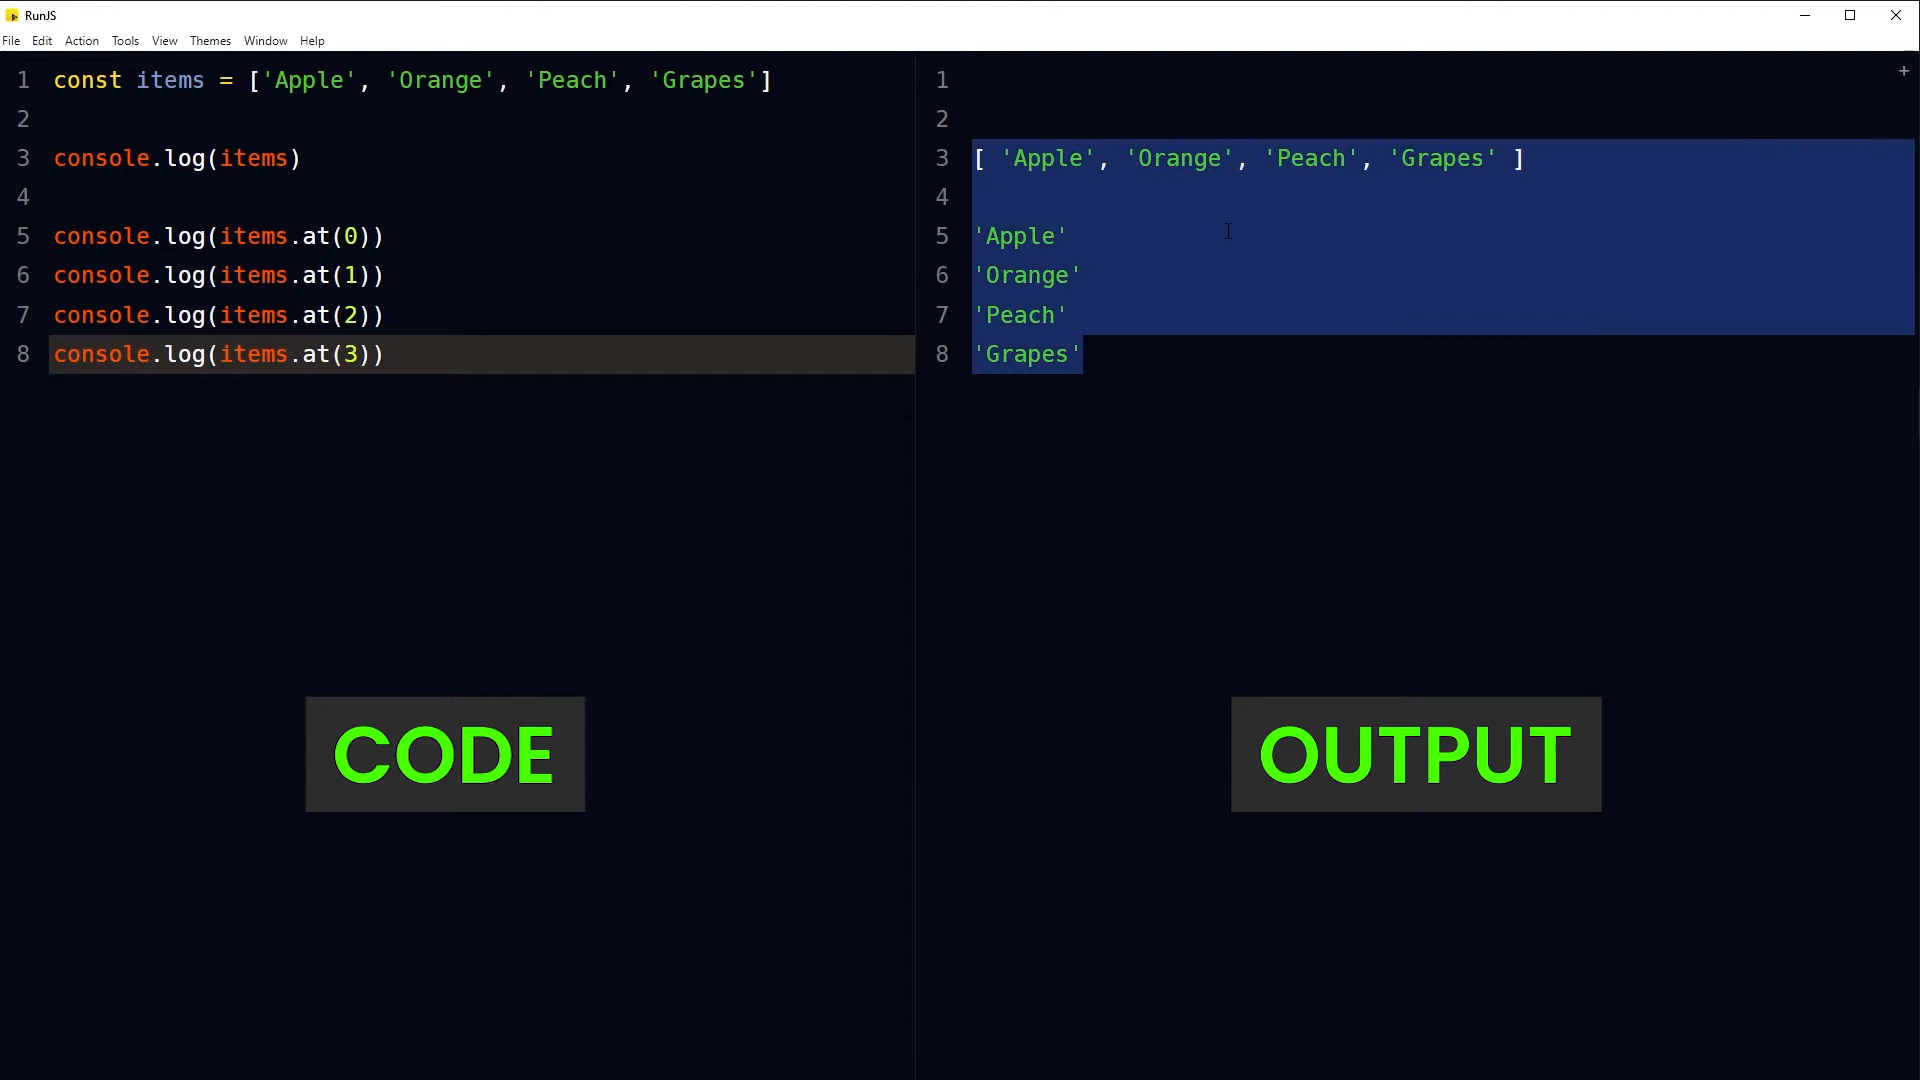 RunJS
File Edit Action Tools View Themes Window Help
1 const items = ['Apple', 'Orange', 'Peach', 'Grapes']
2
3 console.log(items)
4
5 console.log(items.at(0))
6 console.log(items.at(1))
7 console.log(items.at(2))
8 console.log(items.at(3))
CODE
+
1
2
3 [ 'Apple', 'Orange', 'Peach', 'Grapes' ]
4
5 'Apple'
6 'Orange'
7 'Peach'
8 'Grapes'
OUTPUT